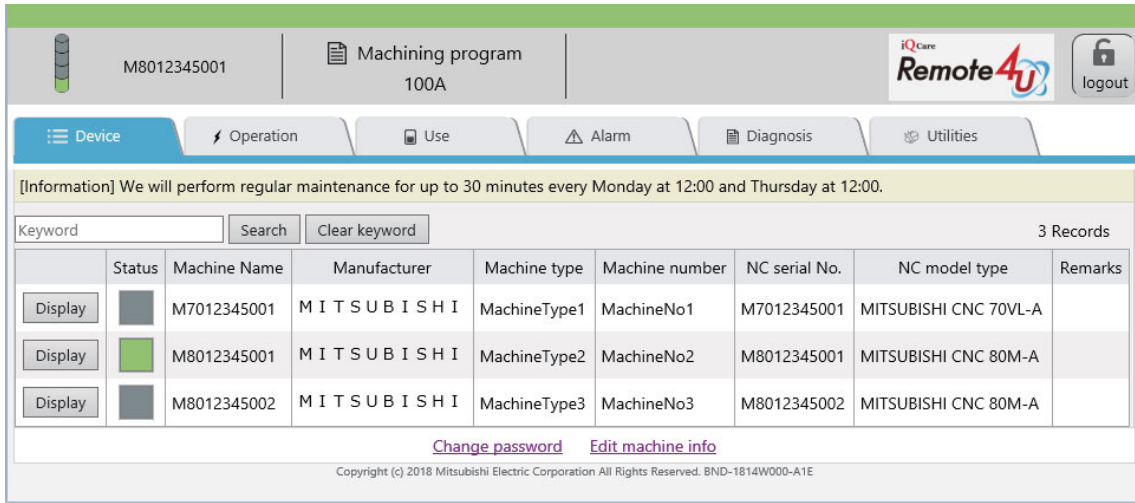 M8012345001
Machining program
100A
iQ Care
Remote4U
logout
Device Operation Use Alarm Diagnosis Utilities
[Information] We will perform regular maintenance for up to 30 minutes every Monday at 12:00 and Thursday at 12:00.
Keyword Search Clear keyword 3 Records
Status Machine Name Manufacturer Machine type Machine number NC serial No. NC model type Remarks
Display M7012345001 ＭＩＴＳＵＢＩＳＨＩ MachineType1 MachineNo1 M7012345001 MITSUBISHI CNC 70VL-A
Display M8012345001 ＭＩＴＳＵＢＩＳＨＩ MachineType2 MachineNo2 M8012345001 MITSUBISHI CNC 80M-A
Display M8012345002 ＭＩＴＳＵＢＩＳＨＩ MachineType3 MachineNo3 M8012345002 MITSUBISHI CNC 80M-A
Change password Edit machine info
Copyright (c) 2018 Mitsubishi Electric Corporation All Rights Reserved. BND-1814W000-A1E